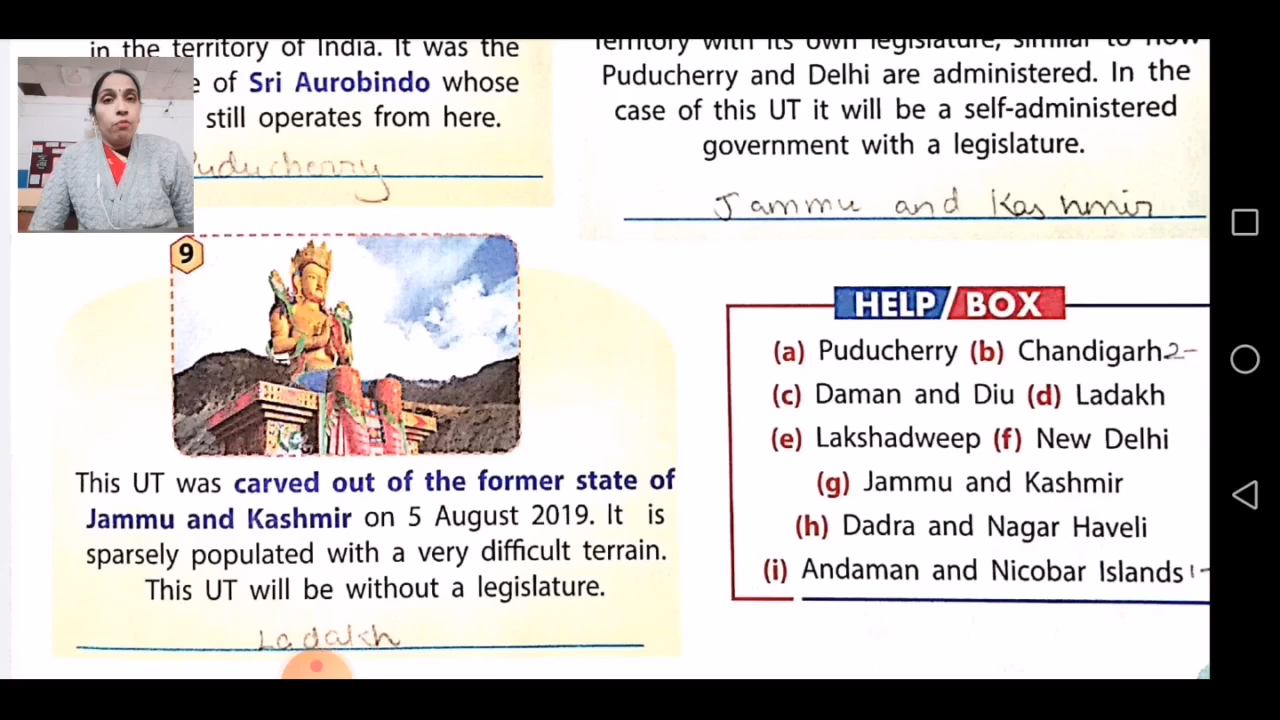 in the territory of India. It was the
e of Sri Aurobindo whose
still operates from here.
Puducherry
Territory with its own legislature, similar to how
Puducherry and Delhi are administered. In the
case of this UT it will be a self-administered
government with a legislature.
Jammu and Kashmir
9
This UT was carved out of the former state of
Jammu and Kashmir on 5 August 2019. It is
sparsely populated with a very difficult terrain.
This UT will be without a legislature.
Ladakh
HELP/BOX
(a) Puducherry (b) Chandigarh 2-
(c) Daman and Diu (d) Ladakh
(e) Lakshadweep (f) New Delhi
(g) Jammu and Kashmir
(h) Dadra and Nagar Haveli
(i) Andaman and Nicobar Islands 1-